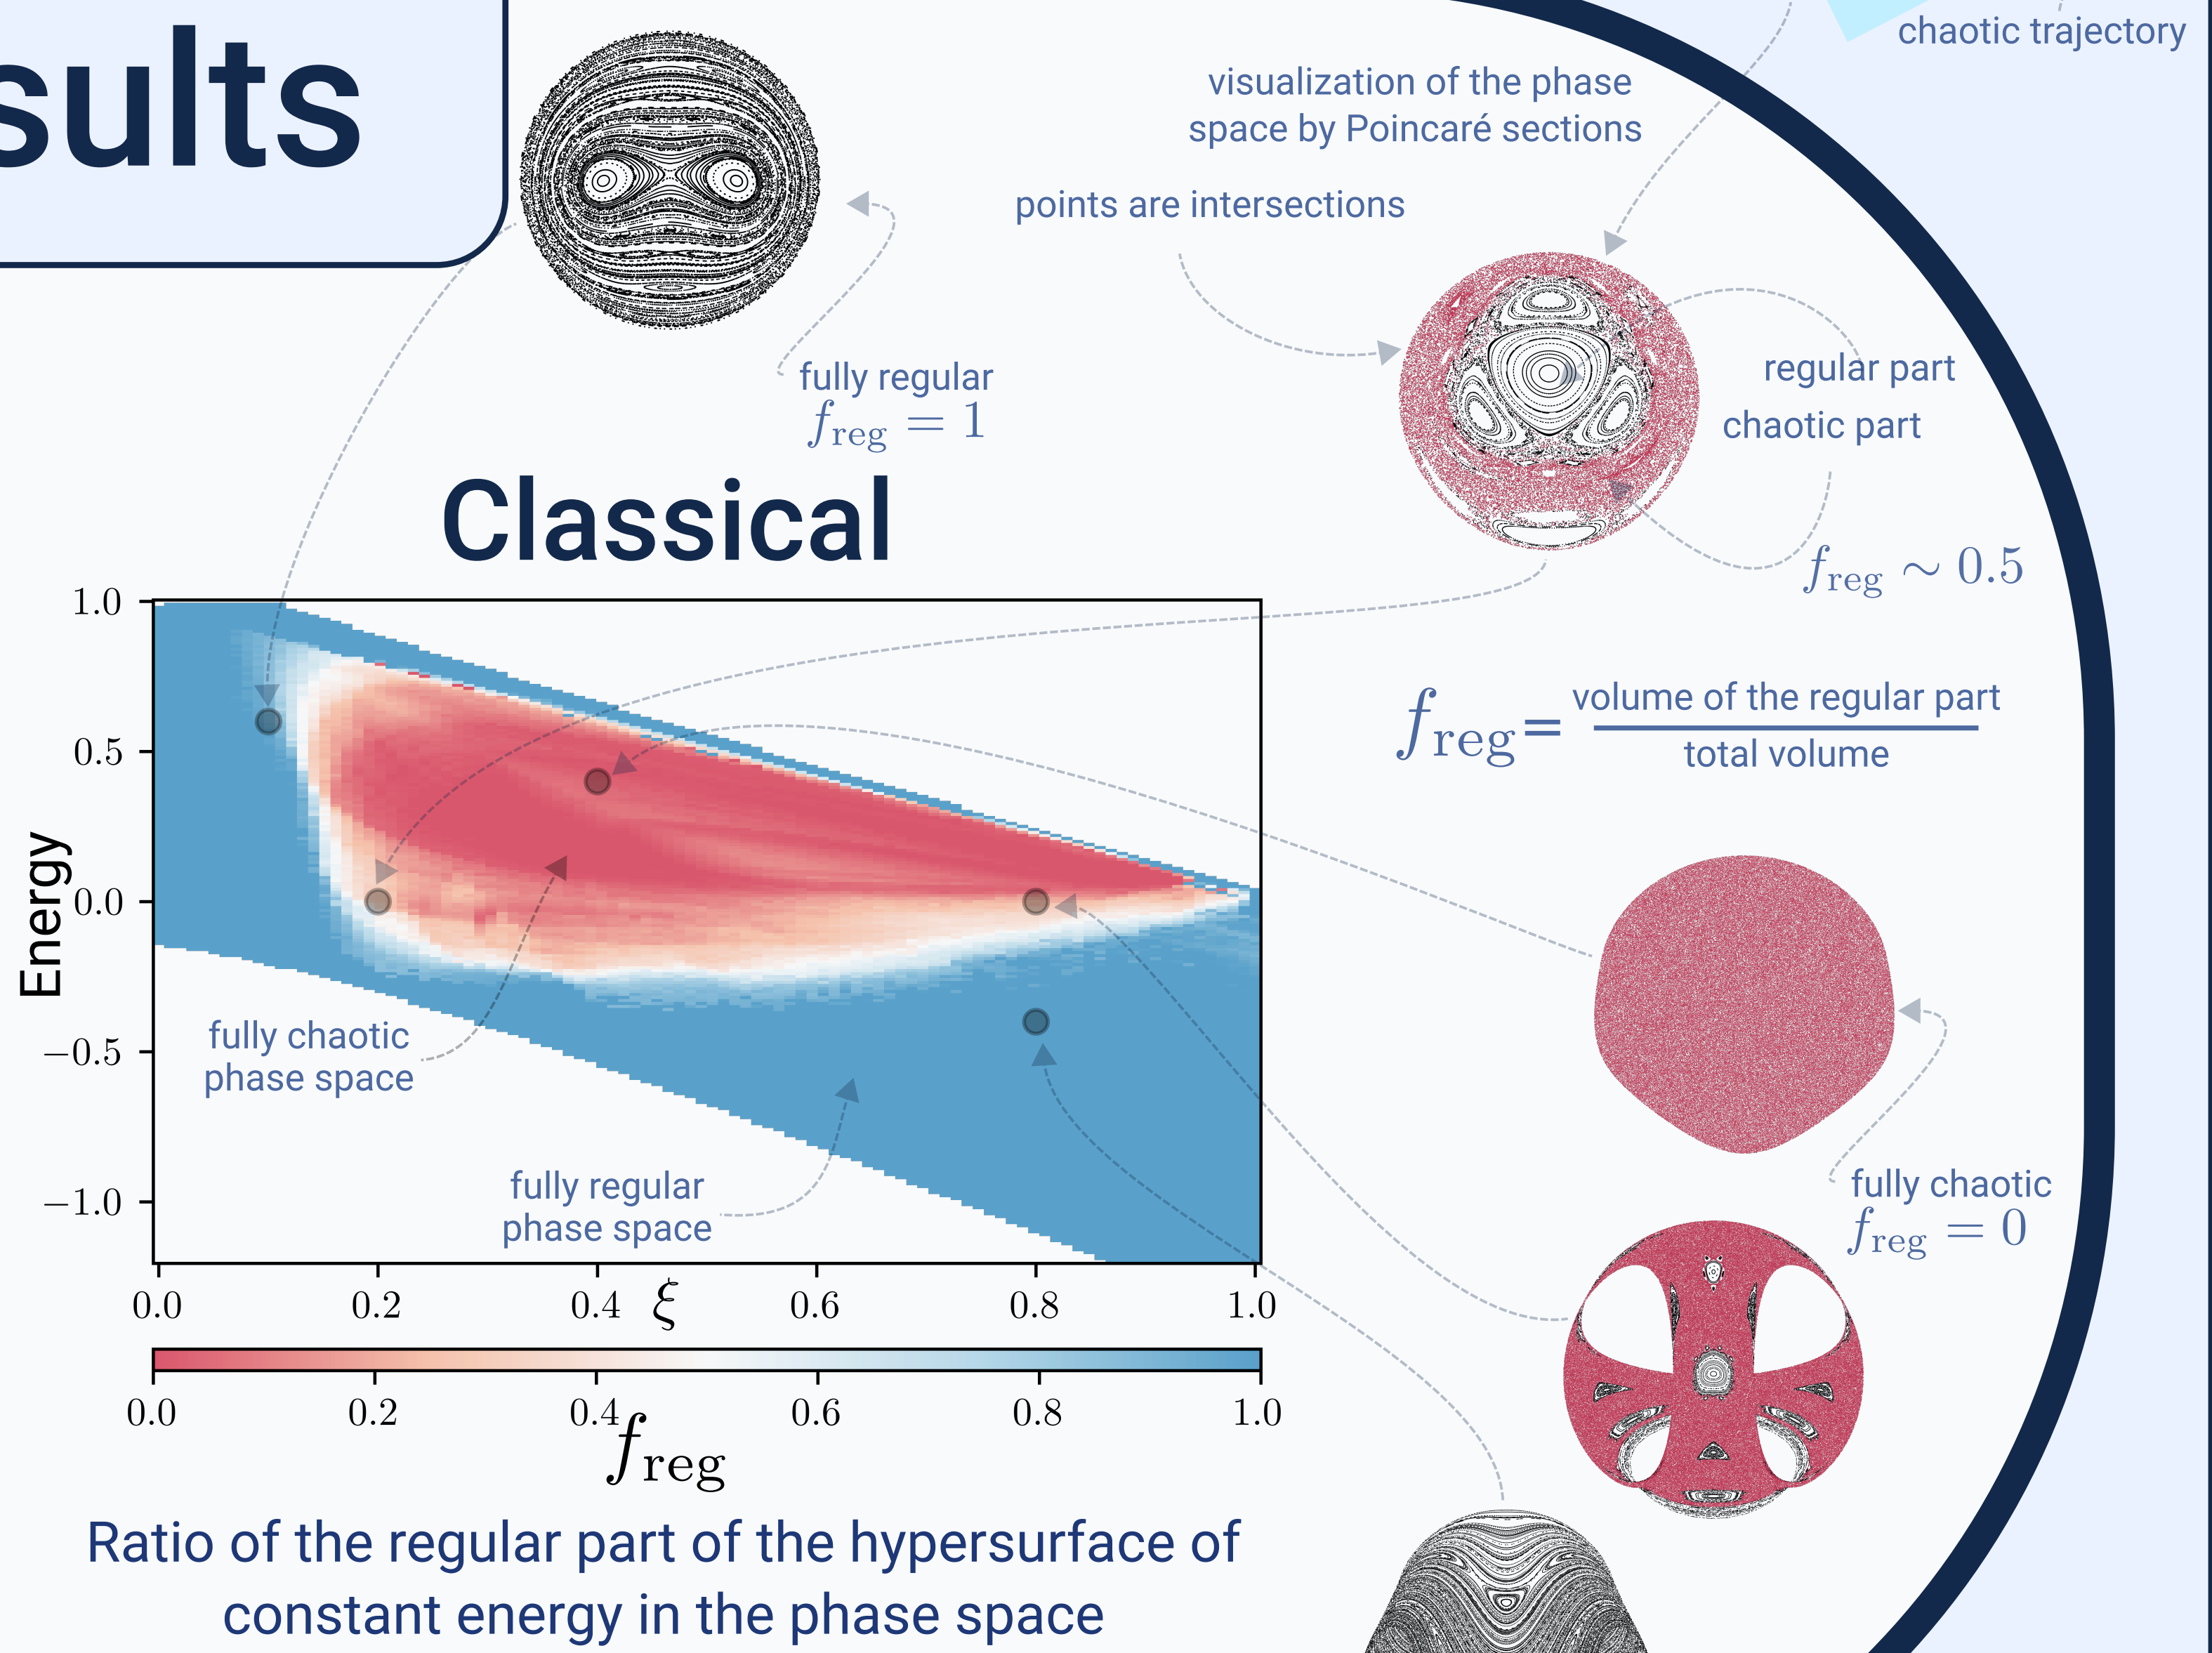 sults
chaotic trajectory
visualization of the phase
space by Poincaré sections
points are intersections
regular part
chaotic part
fully regular
f_reg = 1
f_reg ∼ 0.5
Classical
f_reg = volume of the regular part
total volume
1.0
0.5
0.0
−0.5
−1.0
Energy
fully chaotic
phase space
fully regular
phase space
fully chaotic
f_reg = 0
0.0 0.2 0.4 ξ 0.6 0.8 1.0
0.0 0.2 0.4 0.6 0.8 1.0
f_reg
Ratio of the regular part of the hypersurface of
constant energy in the phase space